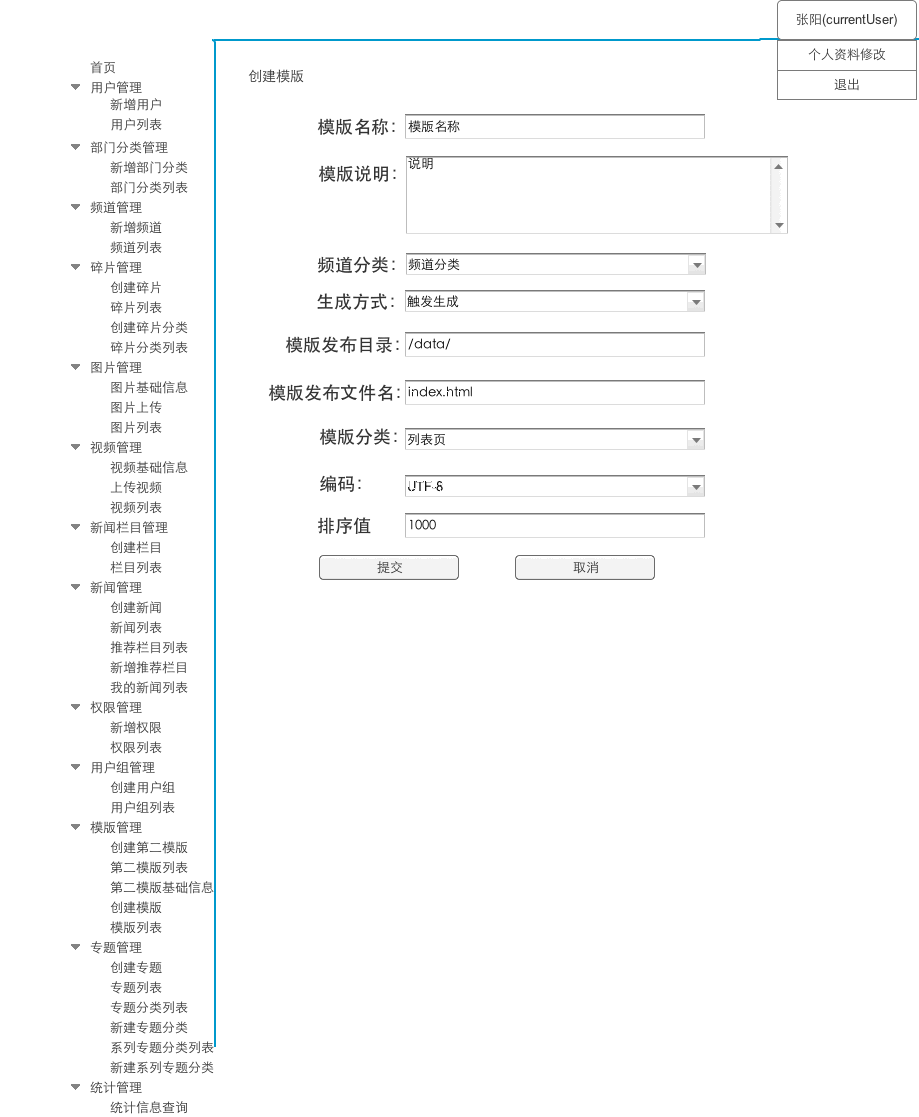 张阳(currentUser)
个人资料修改
退出
首页
用户管理
新增用户
用户列表
部门分类管理
新增部门分类
部门分类列表
频道管理
新增频道
频道列表
碎片管理
创建碎片
碎片列表
创建碎片分类
碎片分类列表
图片管理
图片基础信息
图片上传
图片列表
视频管理
视频基础信息
上传视频
视频列表
新闻栏目管理
创建栏目
栏目列表
新闻管理
创建新闻
新闻列表
推荐栏目列表
新增推荐栏目
我的新闻列表
权限管理
新增权限
权限列表
用户组管理
创建用户组
用户组列表
模版管理
创建第二模版
第二模版列表
第二模版基础信息
创建模版
模版列表
专题管理
创建专题
专题列表
专题分类列表
新建专题分类
系列专题分类列表
新建系列专题分类
统计管理
统计信息查询
创建模版
模版名称：模版名称
模版说明：说明
频道分类：频道分类
生成方式：触发生成
模版发布目录：/data/
模版发布文件名：index.html
模版分类：列表页
编码：UTF-8
排序值 1000
提交 取消